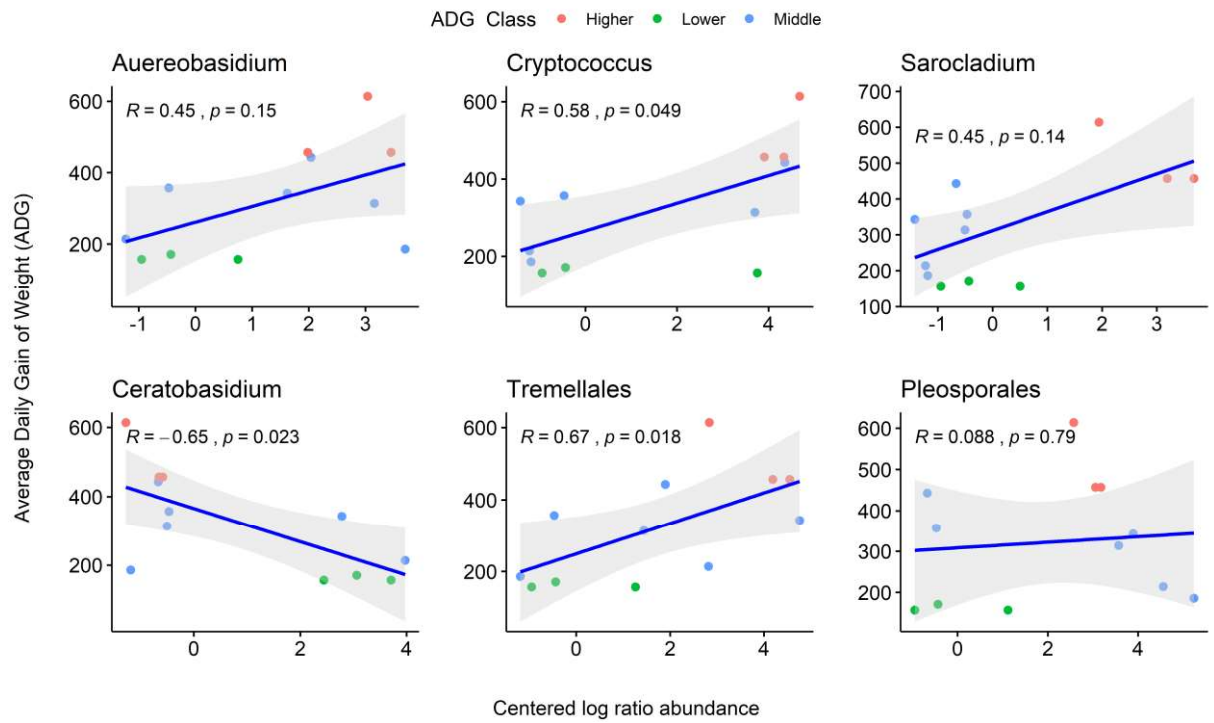 ADG Class Higher Lower Middle
Average Daily Gain of Weight (ADG)
Auereobasidium
R = 0.45 , p = 0.15
600
400
200
-1 0 1 2 3
Cryptococcus
R = 0.58 , p = 0.049
600
400
200
0 2 4
Sarocladium
R = 0.45 , p = 0.14
700
600
500
400
300
200
100
-1 0 1 2 3
Ceratobasidium
R = −0.65 , p = 0.023
600
400
200
0 2 4
Tremellales
R = 0.67 , p = 0.018
600
400
200
0 2 4
Pleosporales
R = 0.088 , p = 0.79
600
500
400
300
200
0 2 4
Centered log ratio abundance